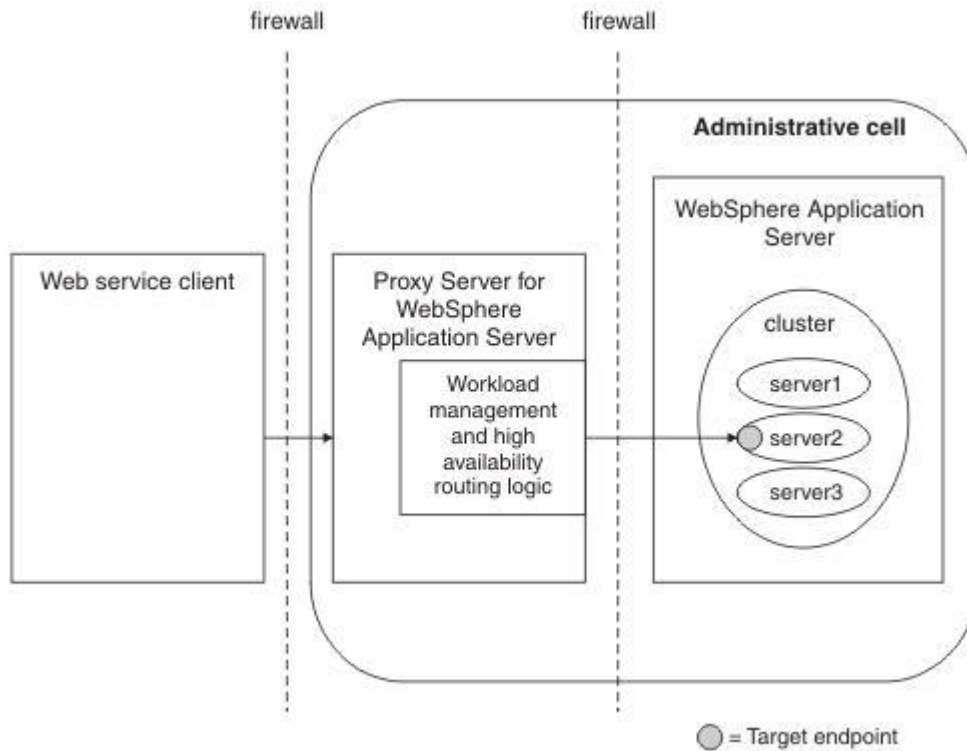 firewall
firewall
Administrative cell
WebSphere Application
Server
Web service client
Proxy Server for
WebSphere
Application Server
Workload
management
and high
availability
routing logic
cluster
server1
server2
server3
= Target endpoint